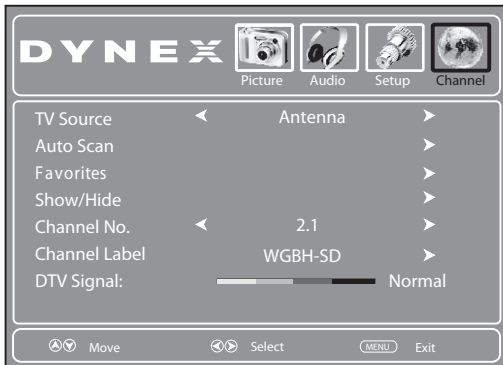 DYNEX
Picture Audio Setup Channel
TV Source Antenna
Auto Scan
Favorites
Show/Hide
Channel No. 2.1
Channel Label WGBH-SD
DTV Signal: Normal
Move Select MENU Exit